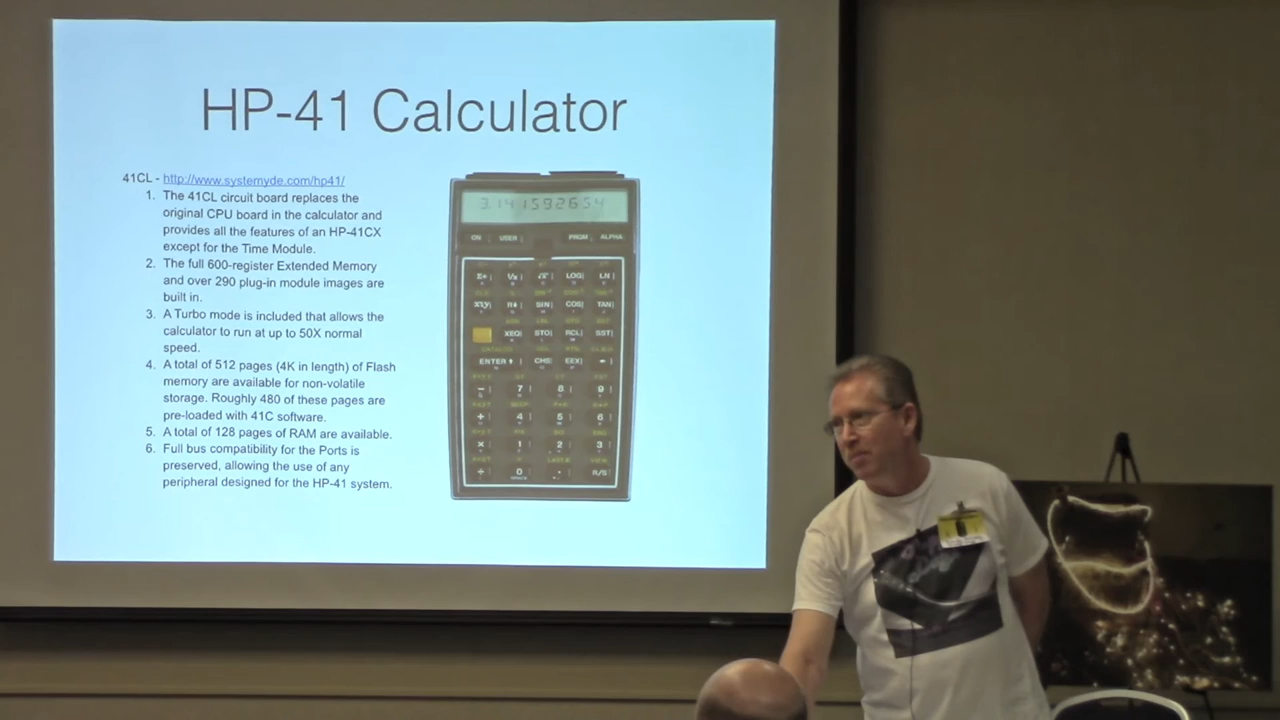 HP-41 Calculator
41CL - http://www.systemyde.com/hp41/
1. The 41CL circuit board replaces the
original CPU board in the calculator and
provides all the features of an HP-41CX
except for the Time Module.
2. The full 600-register Extended Memory
and over 290 plug-in module images are
built in.
3. A Turbo mode is included that allows the
calculator to run at up to 50X normal
speed.
4. A total of 512 pages (4K in length) of Flash
memory are available for non-volatile
storage. Roughly 480 of these pages are
pre-loaded with 41C software.
5. A total of 128 pages of RAM are available.
6. Full bus compatibility for the Ports is
preserved, allowing the use of any
peripheral designed for the HP-41 system.
3.141592654
ON USER PRGM ALPHA
Σ+ 1/x √x LOG LN
x≷y R↓ SIN COS TAN
XEQ STO RCL SST
ENTER ↑ CHS EEX ←
− 7 8 9
+ 4 5 6
× 1 2 3
÷ 0 · R/S